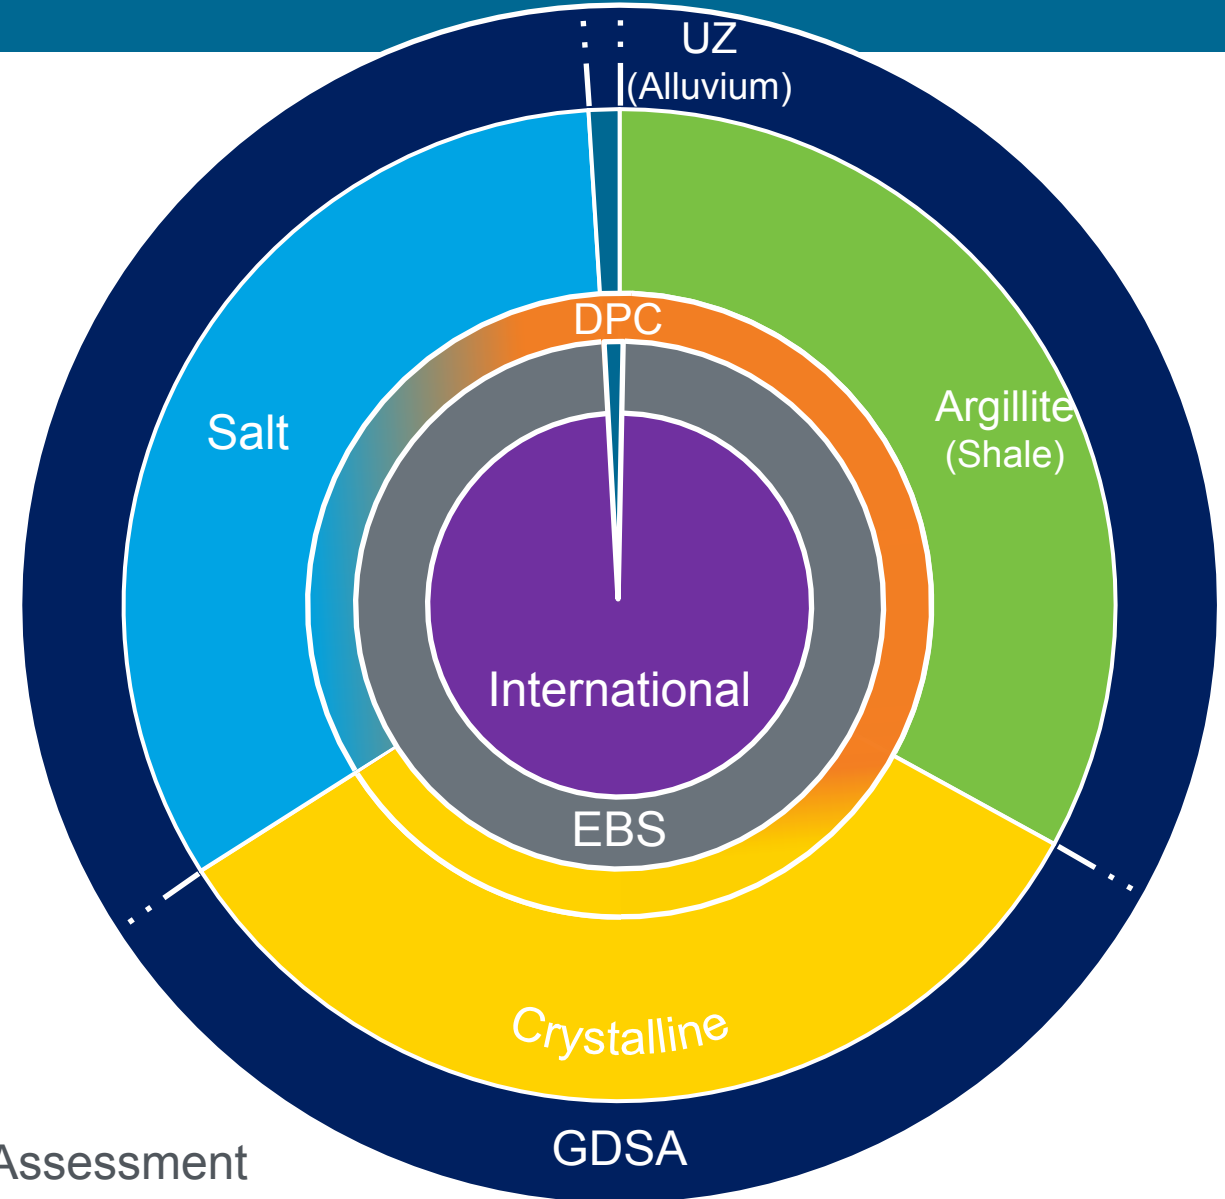 UZ
(Alluvium)
DPC
Argillite
(Shale)
Salt
International
EBS
Crystalline
GDSA
Assessment